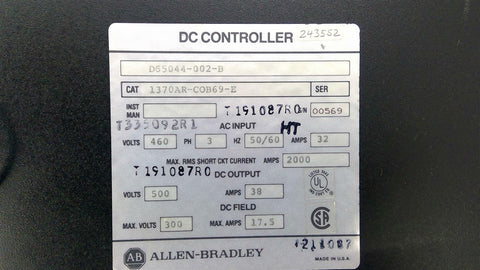 DC CONTROLLER 243552
D65044-002-B
CAT 1370AR-COB69-E SER
INST MAN T191087R0 S/N 00569
T335092R1 AC INPUT HT
VOLTS 460 PH 3 HZ 50/60 AMPS 32
MAX. RMS SHORT CKT CURRENT AMPS 2000
T191087R0 DC OUTPUT
VOLTS 500 AMPS 38
UL
DC FIELD
MAX. VOLTS 300 MAX. AMPS 17.5
SA
AB ALLEN-BRADLEY
MADE IN U.S.A.